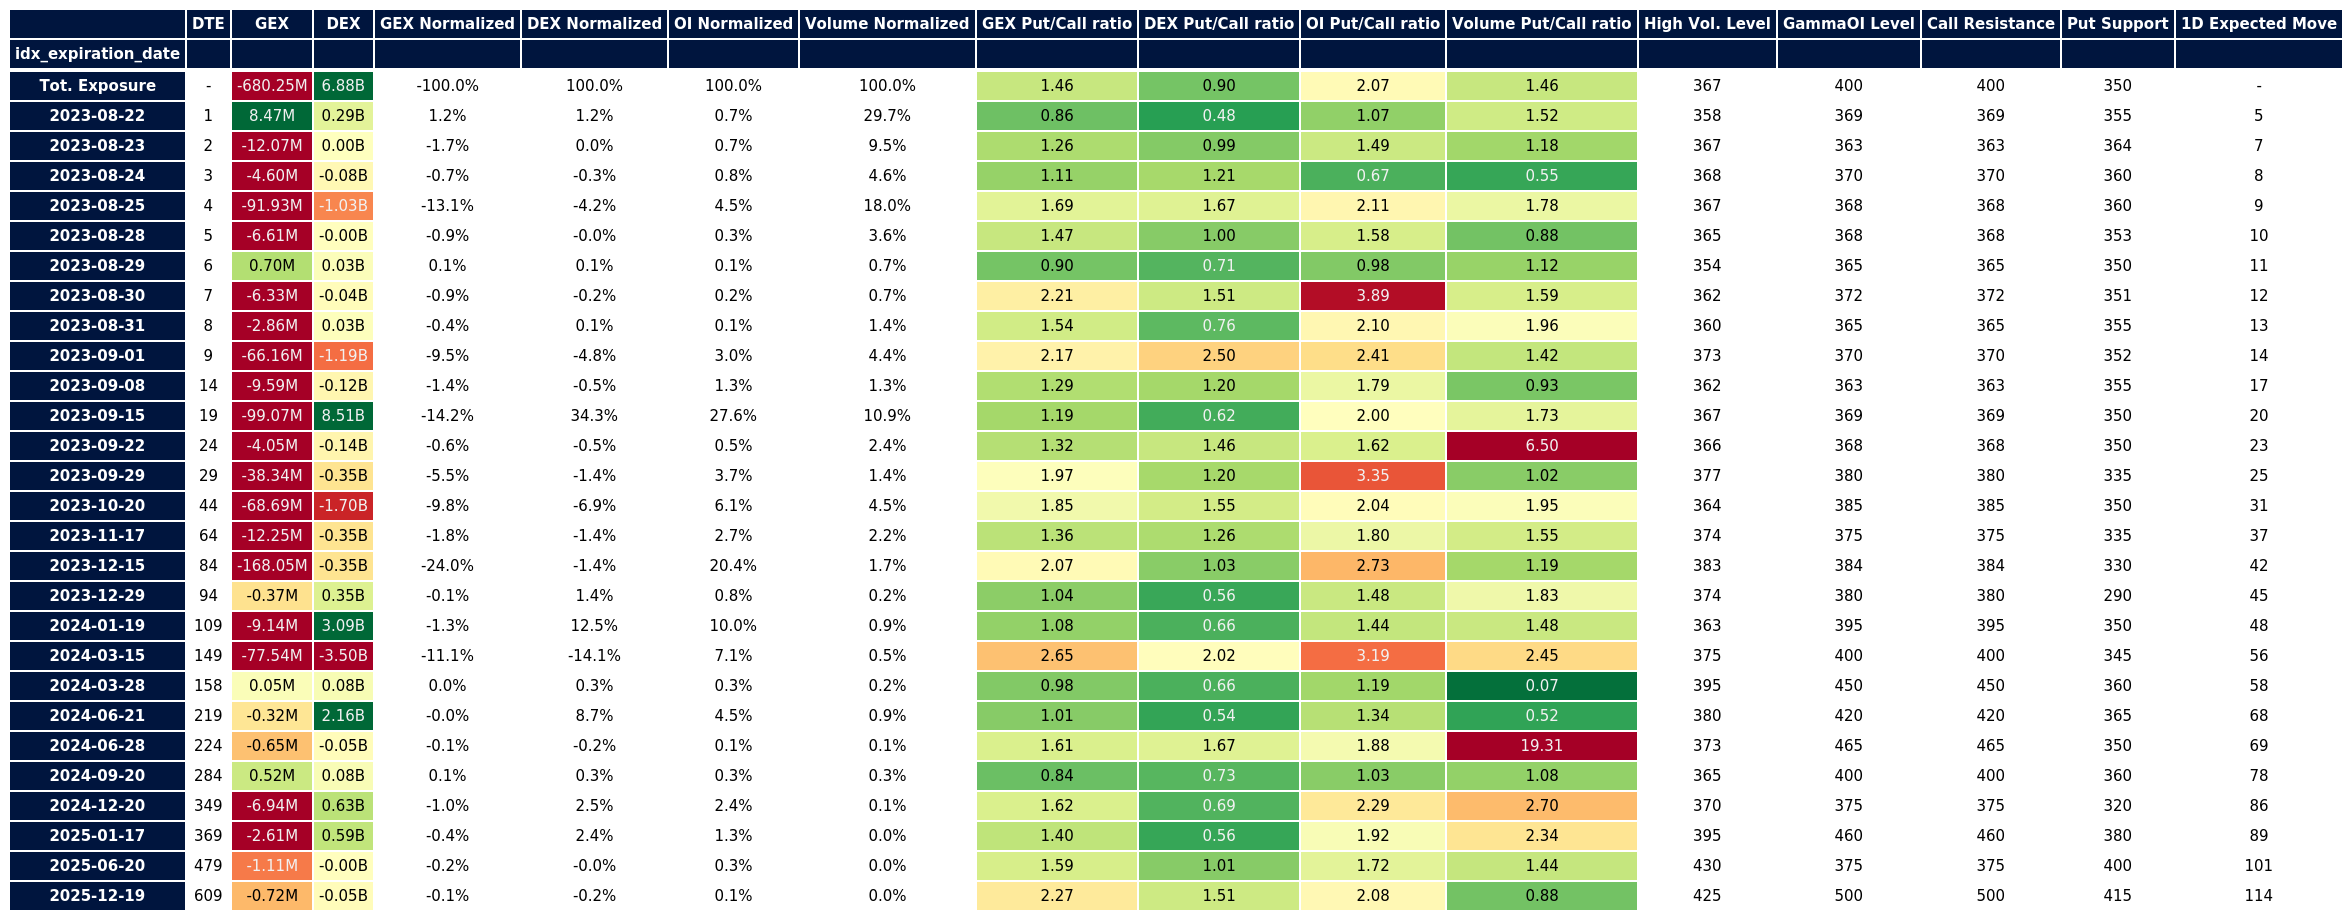 DTE GEX DEX GEX Normalized DEX Normalized OI Normalized Volume Normalized GEX Put/Call ratio DEX Put/Call ratio OI Put/Call ratio Volume Put/Call ratio High Vol. Level GammaOI Level Call Resistance Put Support 1D Expected Move
idx_expiration_date
Tot. Exposure - -680.25M 6.88B -100.0% 100.0% 100.0% 100.0% 1.46 0.90 2.07 1.46 367 400 400 350 -
2023-08-22 1 8.47M 0.29B 1.2% 1.2% 0.7% 29.7% 0.86 0.48 1.07 1.52 358 369 369 355 5
2023-08-23 2 -12.07M 0.00B -1.7% 0.0% 0.7% 9.5% 1.26 0.99 1.49 1.18 367 363 363 364 7
2023-08-24 3 -4.60M -0.08B -0.7% -0.3% 0.8% 4.6% 1.11 1.21 0.67 0.55 368 370 370 360 8
2023-08-25 4 -91.93M -1.03B -13.1% -4.2% 4.5% 18.0% 1.69 1.67 2.11 1.78 367 368 368 360 9
2023-08-28 5 -6.61M -0.00B -0.9% -0.0% 0.3% 3.6% 1.47 1.00 1.58 0.88 365 368 368 353 10
2023-08-29 6 0.70M 0.03B 0.1% 0.1% 0.1% 0.7% 0.90 0.71 0.98 1.12 354 365 365 350 11
2023-08-30 7 -6.33M -0.04B -0.9% -0.2% 0.2% 0.7% 2.21 1.51 3.89 1.59 362 372 372 351 12
2023-08-31 8 -2.86M 0.03B -0.4% 0.1% 0.1% 1.4% 1.54 0.76 2.10 1.96 360 365 365 355 13
2023-09-01 9 -66.16M -1.19B -9.5% -4.8% 3.0% 4.4% 2.17 2.50 2.41 1.42 373 370 370 352 14
2023-09-08 14 -9.59M -0.12B -1.4% -0.5% 1.3% 1.3% 1.29 1.20 1.79 0.93 362 363 363 355 17
2023-09-15 19 -99.07M 8.51B -14.2% 34.3% 27.6% 10.9% 1.19 0.62 2.00 1.73 367 369 369 350 20
2023-09-22 24 -4.05M -0.14B -0.6% -0.5% 0.5% 2.4% 1.32 1.46 1.62 6.50 366 368 368 350 23
2023-09-29 29 -38.34M -0.35B -5.5% -1.4% 3.7% 1.4% 1.97 1.20 3.35 1.02 377 380 380 335 25
2023-10-20 44 -68.69M -1.70B -9.8% -6.9% 6.1% 4.5% 1.85 1.55 2.04 1.95 364 385 385 350 31
2023-11-17 64 -12.25M -0.35B -1.8% -1.4% 2.7% 2.2% 1.36 1.26 1.80 1.55 374 375 375 335 37
2023-12-15 84 -168.05M -0.35B -24.0% -1.4% 20.4% 1.7% 2.07 1.03 2.73 1.19 383 384 384 330 42
2023-12-29 94 -0.37M 0.35B -0.1% 1.4% 0.8% 0.2% 1.04 0.56 1.48 1.83 374 380 380 290 45
2024-01-19 109 -9.14M 3.09B -1.3% 12.5% 10.0% 0.9% 1.08 0.66 1.44 1.48 363 395 395 350 48
2024-03-15 149 -77.54M -3.50B -11.1% -14.1% 7.1% 0.5% 2.65 2.02 3.19 2.45 375 400 400 345 56
2024-03-28 158 0.05M 0.08B 0.0% 0.3% 0.3% 0.2% 0.98 0.66 1.19 0.07 395 450 450 360 58
2024-06-21 219 -0.32M 2.16B -0.0% 8.7% 4.5% 0.9% 1.01 0.54 1.34 0.52 380 420 420 365 68
2024-06-28 224 -0.65M -0.05B -0.1% -0.2% 0.1% 0.1% 1.61 1.67 1.88 19.31 373 465 465 350 69
2024-09-20 284 0.52M 0.08B 0.1% 0.3% 0.3% 0.3% 0.84 0.73 1.03 1.08 365 400 400 360 78
2024-12-20 349 -6.94M 0.63B -1.0% 2.5% 2.4% 0.1% 1.62 0.69 2.29 2.70 370 375 375 320 86
2025-01-17 369 -2.61M 0.59B -0.4% 2.4% 1.3% 0.0% 1.40 0.56 1.92 2.34 395 460 460 380 89
2025-06-20 479 -1.11M -0.00B -0.2% -0.0% 0.3% 0.0% 1.59 1.01 1.72 1.44 430 375 375 400 101
2025-12-19 609 -0.72M -0.05B -0.1% -0.2% 0.1% 0.0% 2.27 1.51 2.08 0.88 425 500 500 415 114